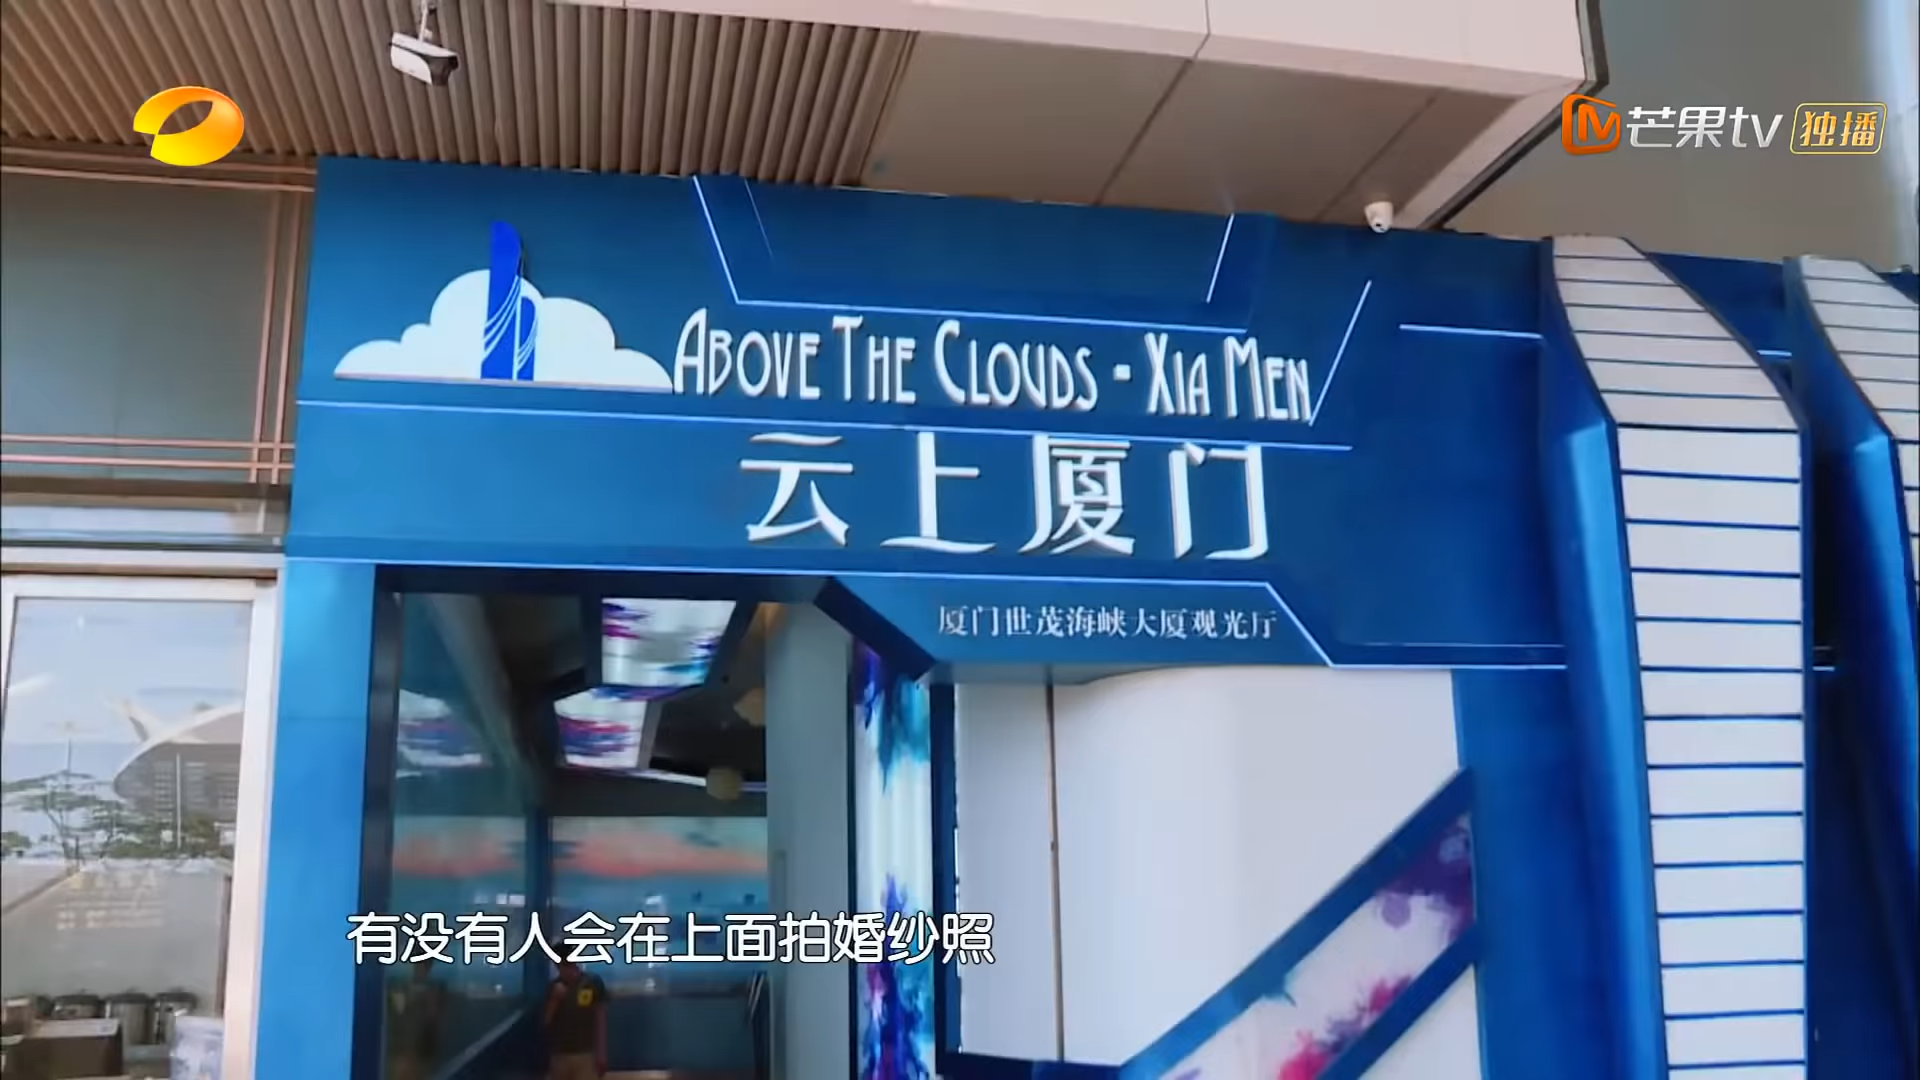 芒果tv 独播
ABOVE THE CLOUDS - XIA MEN
云上厦门
厦门世茂海峡大厦观光厅
有没有人会在上面拍婚纱照